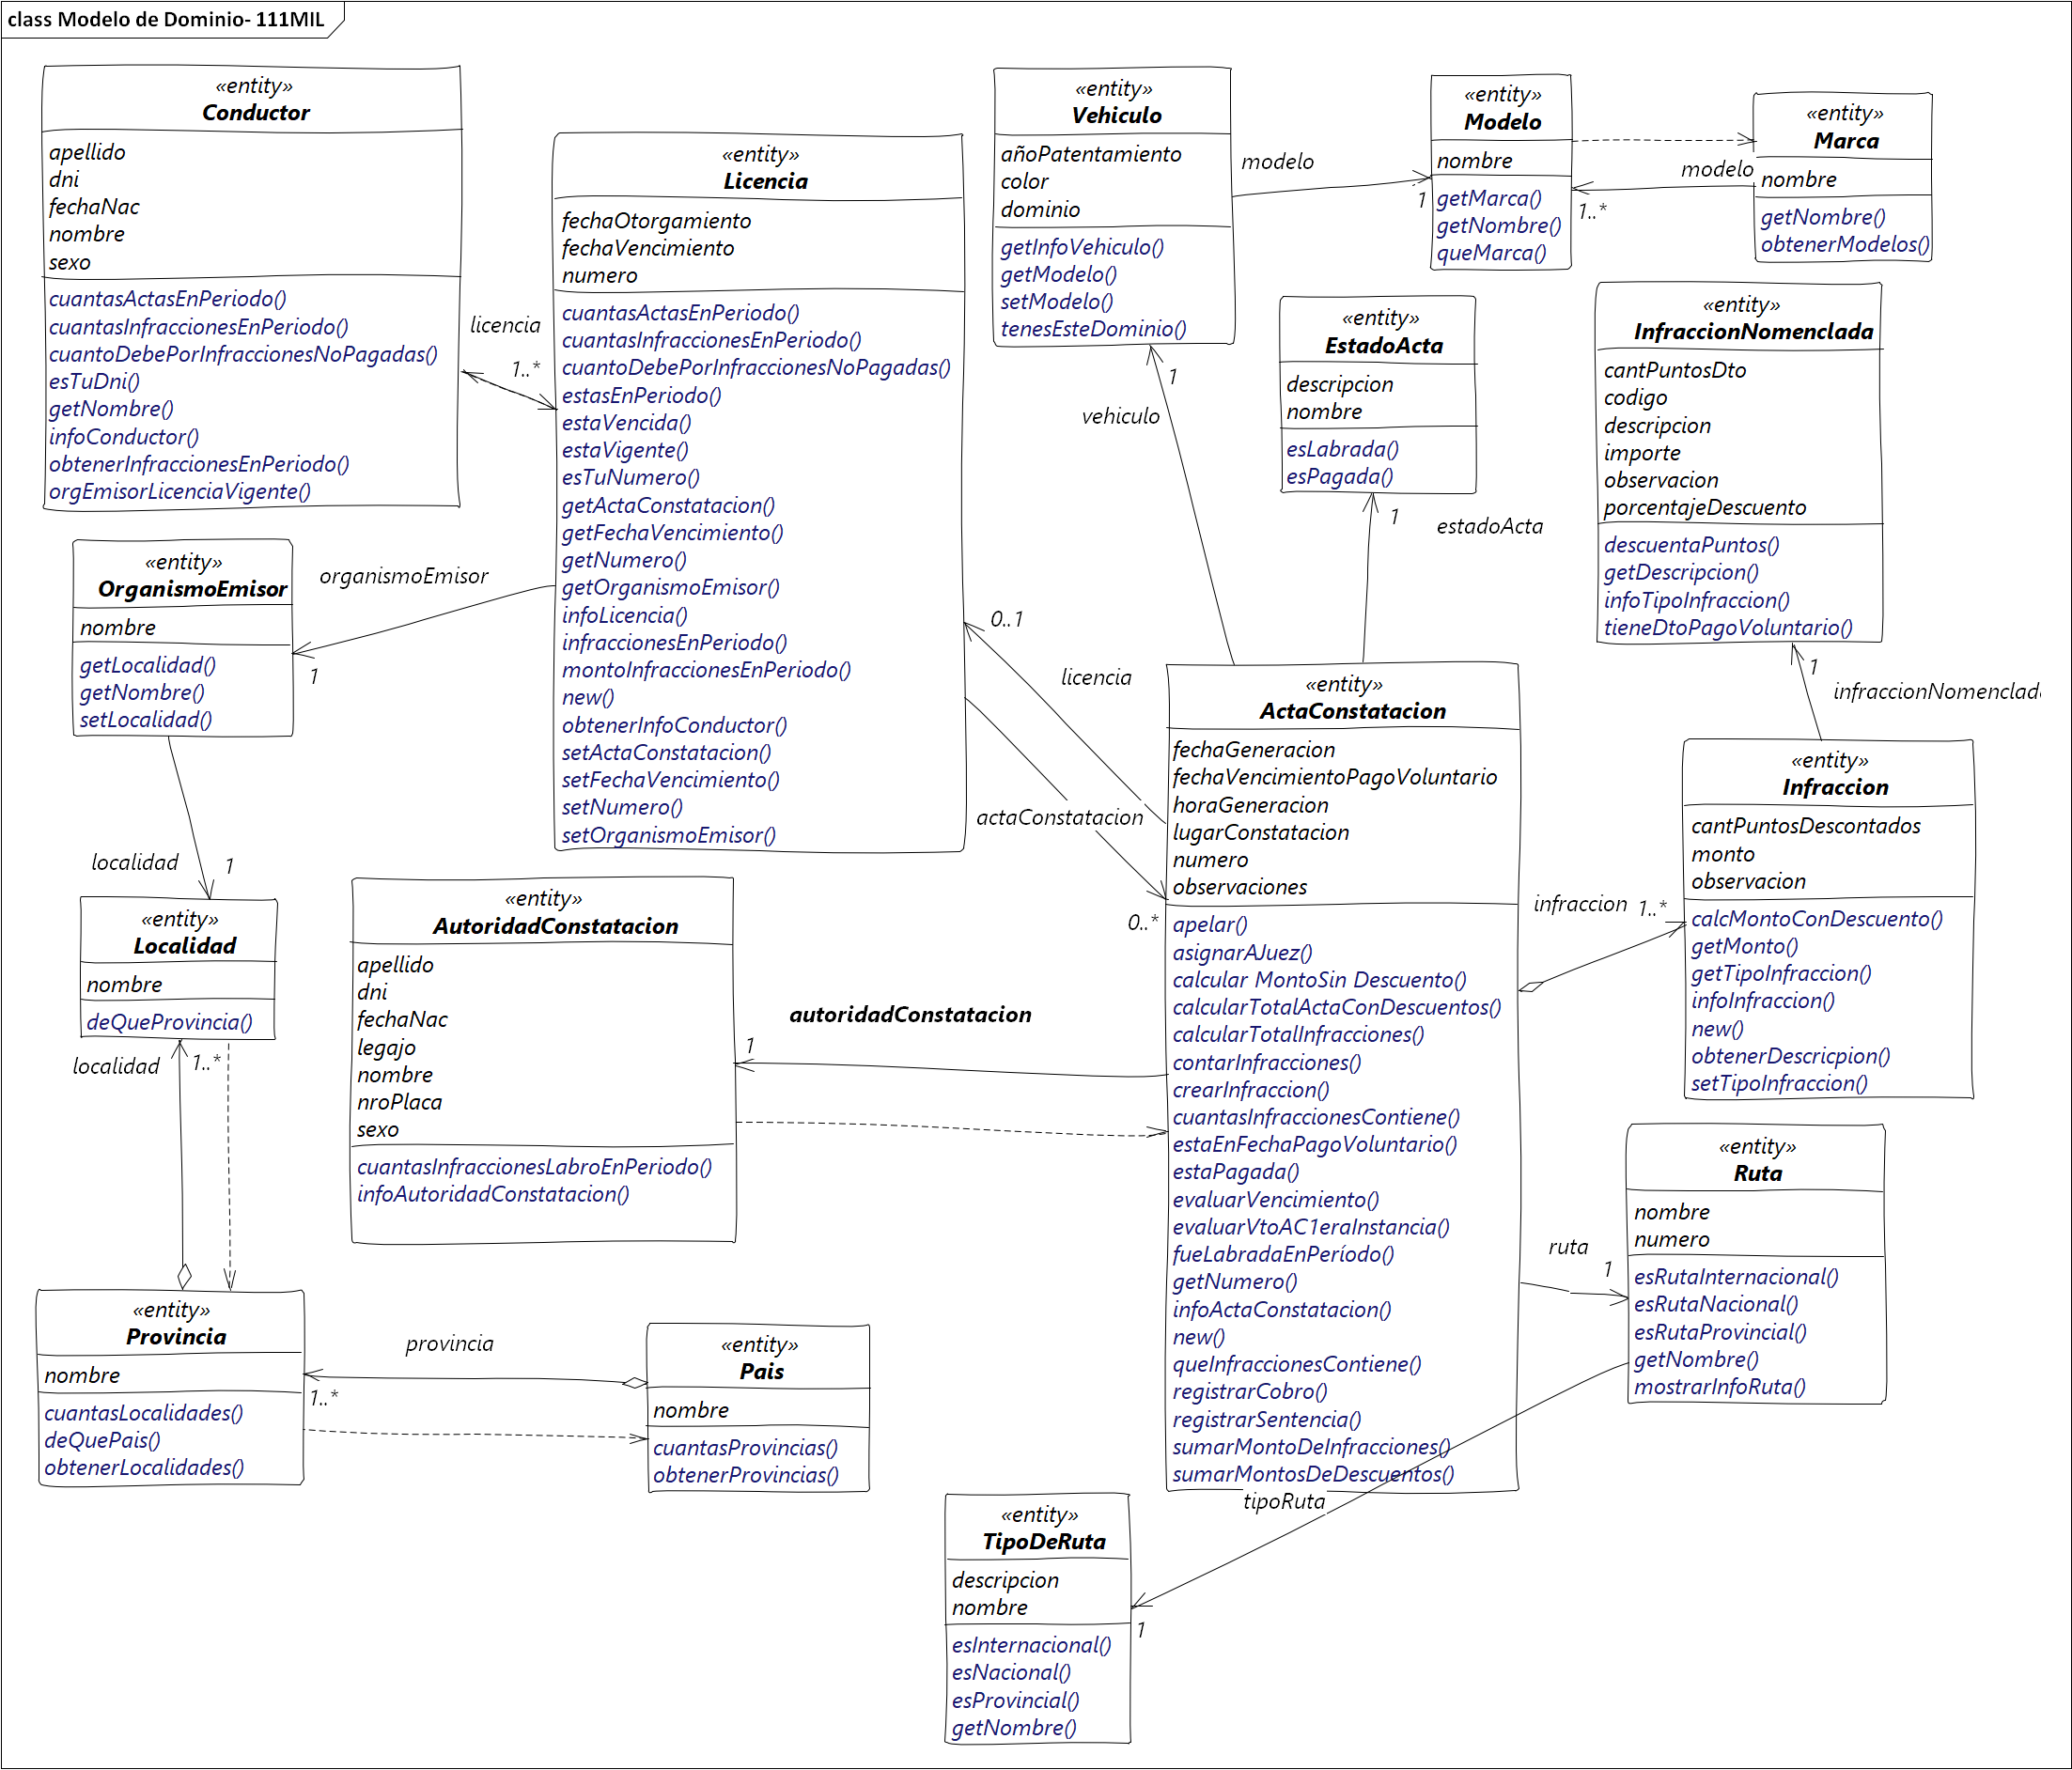 class Modelo de Dominio- 111MIL
«entity»
Conductor
apellido
dni
fechaNac
nombre
sexo
cuantasActasEnPeriodo()
cuantasInfraccionesEnPeriodo()
cuantoDebePorInfraccionesNoPagadas()
esTuDni()
getNombre()
infoConductor()
obtenerInfraccionesEnPeriodo()
orgEmisorLicenciaVigente()
licencia
1..*
«entity»
Licencia
fechaOtorgamiento
fechaVencimiento
numero
cuantasActasEnPeriodo()
cuantasInfraccionesEnPeriodo()
cuantoDebePorInfraccionesNoPagadas()
estasEnPeriodo()
estaVencida()
estaVigente()
esTuNumero()
getActaConstatacion()
getFechaVencimiento()
getNumero()
getOrganismoEmisor()
infoLicencia()
infraccionesEnPeriodo()
montoInfraccionesEnPeriodo()
new()
obtenerInfoConductor()
setActaConstatacion()
setFechaVencimiento()
setNumero()
setOrganismoEmisor()
«entity»
Vehiculo
añoPatentamiento
color
dominio
getInfoVehiculo()
getModelo()
setModelo()
tenesEsteDominio()
modelo
1
«entity»
Modelo
nombre
getMarca()
getNombre()
queMarca()
modelo
1..*
«entity»
Marca
nombre
getNombre()
obtenerModelos()
1
vehiculo
«entity»
EstadoActa
descripcion
nombre
esLabrada()
esPagada()
1
estadoActa
«entity»
InfraccionNomenclada
cantPuntosDto
codigo
descripcion
importe
observacion
porcentajeDescuento
descuentaPuntos()
getDescripcion()
infoTipoInfraccion()
tieneDtoPagoVoluntario()
1
infraccionNomenclad
«entity»
OrganismoEmisor
nombre
getLocalidad()
getNombre()
setLocalidad()
organismoEmisor
1
0..1
licencia
actaConstatacion
0..*
«entity»
ActaConstatacion
fechaGeneracion
fechaVencimientoPagoVoluntario
horaGeneracion
lugarConstatacion
numero
observaciones
apelar()
asignarAJuez()
calcular MontoSin Descuento()
calcularTotalActaConDescuentos()
calcularTotalInfracciones()
contarInfracciones()
crearInfraccion()
cuantasInfraccionesContiene()
estaEnFechaPagoVoluntario()
estaPagada()
evaluarVencimiento()
evaluarVtoAC1eraInstancia()
fueLabradaEnPeríodo()
getNumero()
infoActaConstatacion()
new()
queInfraccionesContiene()
registrarCobro()
registrarSentencia()
sumarMontoDeInfracciones()
sumarMontosDeDescuentos()
infraccion
1..*
«entity»
Infraccion
cantPuntosDescontados
monto
observacion
calcMontoConDescuento()
getMonto()
getTipoInfraccion()
infoInfraccion()
new()
obtenerDescricpion()
setTipoInfraccion()
localidad
1
«entity»
Localidad
nombre
deQueProvincia()
localidad
1..*
«entity»
AutoridadConstatacion
apellido
dni
fechaNac
legajo
nombre
nroPlaca
sexo
cuantasInfraccionesLabroEnPeriodo()
infoAutoridadConstatacion()
autoridadConstatacion
1
«entity»
Ruta
nombre
numero
esRutaInternacional()
esRutaNacional()
esRutaProvincial()
getNombre()
mostrarInfoRuta()
ruta
1
«entity»
Provincia
nombre
cuantasLocalidades()
deQuePais()
obtenerLocalidades()
provincia
1..*
«entity»
Pais
nombre
cuantasProvincias()
obtenerProvincias()
tipoRuta
1
«entity»
TipoDeRuta
descripcion
nombre
esInternacional()
esNacional()
esProvincial()
getNombre()